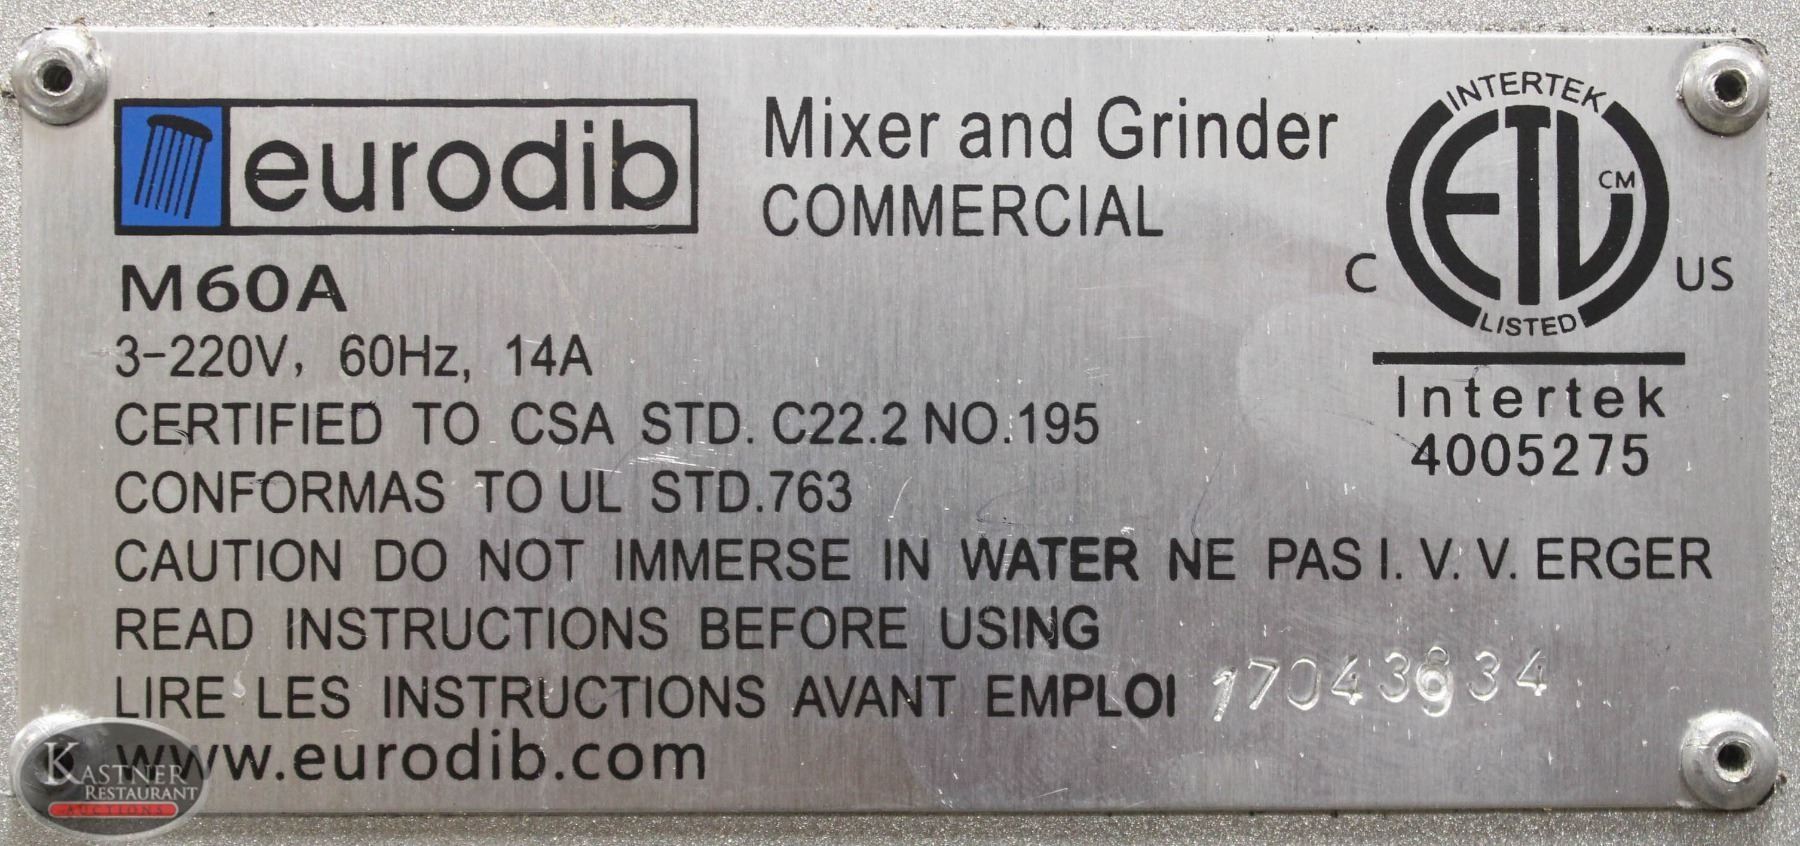 eurodib
Mixer and Grinder
COMMERCIAL
INTERTEK
ETL CM
C US
LISTED
Intertek
4005275
M60A
3-220V, 60Hz, 14A
CERTIFIED TO CSA STD. C22.2 NO.195
CONFORMAS TO UL STD.763
CAUTION DO NOT IMMERSE IN WATER NE PAS I. V. V. ERGER
READ INSTRUCTIONS BEFORE USING
LIRE LES INSTRUCTIONS AVANT EMPLOI
www.eurodib.com
KASTNER
RESTAURANT
AUCTIONS